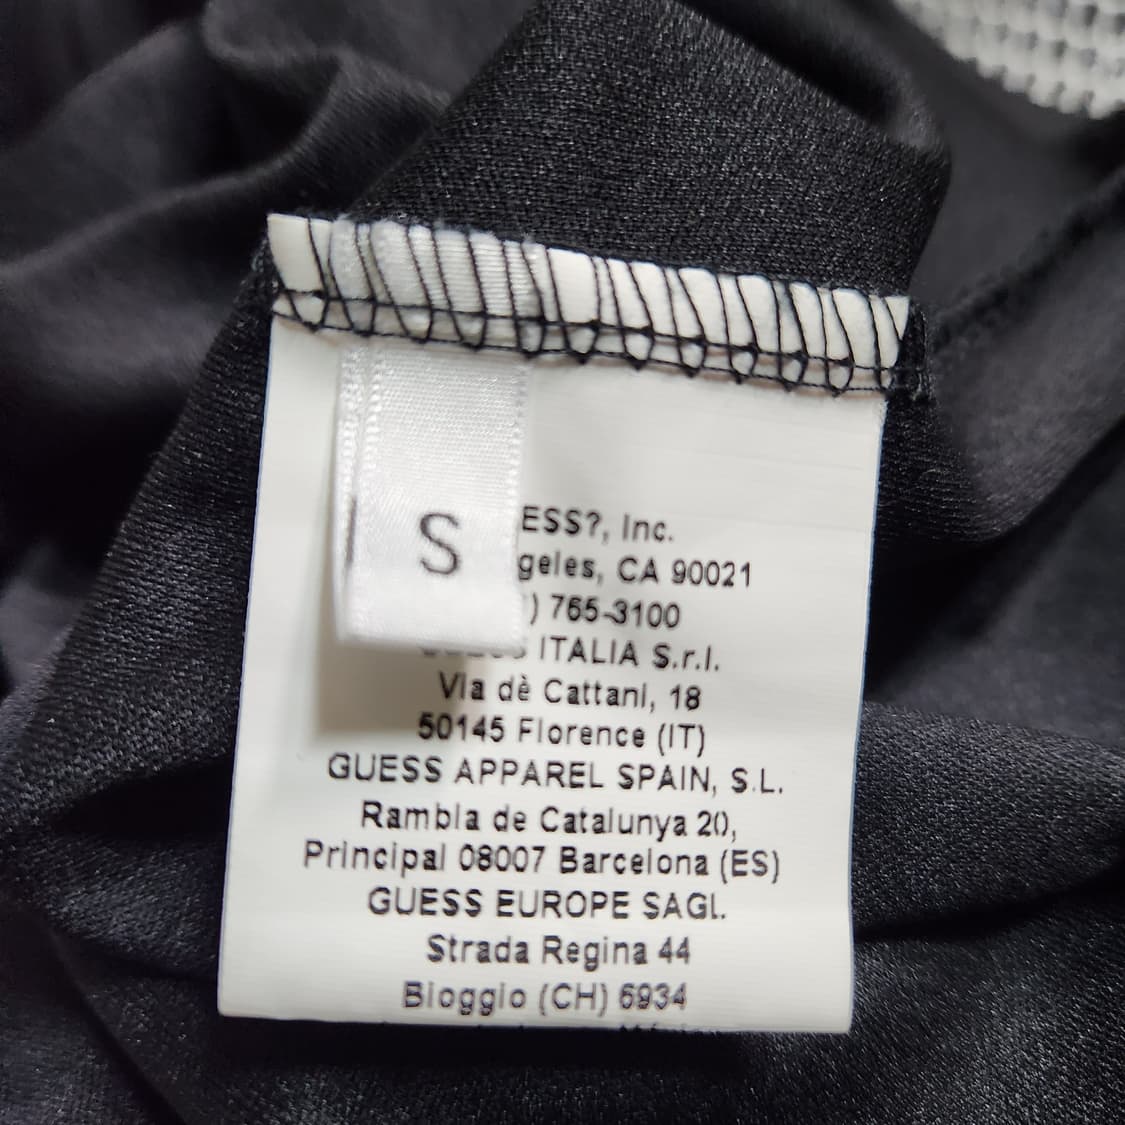 S
ESS?, Inc.
geles, CA 90021
) 765-3100
ITALIA S.r.l.
Via dè Cattani, 18
50145 Florence (IT)
GUESS APPAREL SPAIN, S.L.
Rambla de Catalunya 20,
Principal 08007 Barcelona (ES)
GUESS EUROPE SAGL.
Strada Regina 44
Bioggio (CH) 6934